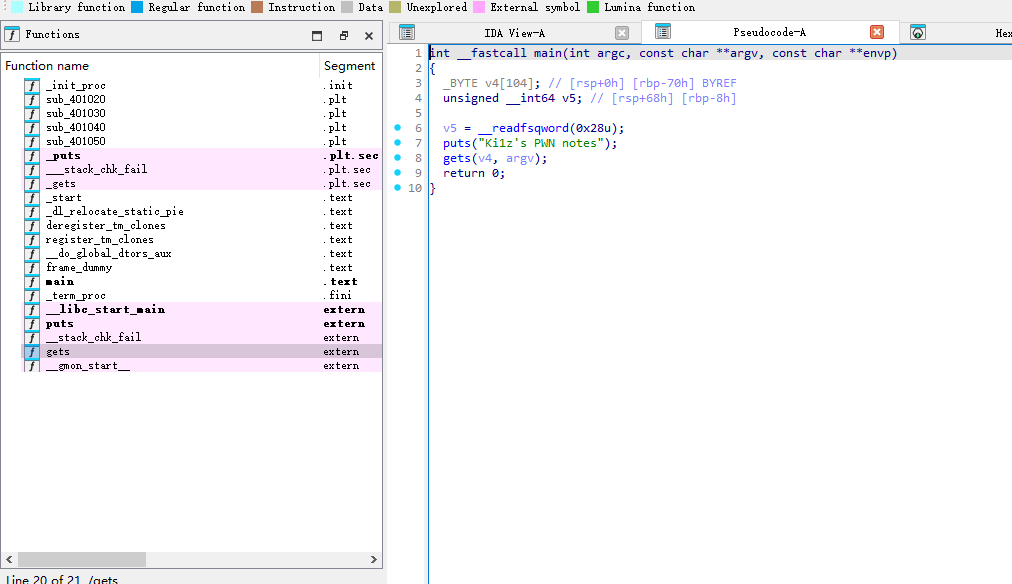 Library function Regular function Instruction Data Unexplored External symbol Lumina function
Functions
Function name Segment
f _init_proc .init
f sub_401020 .plt
f sub_401030 .plt
f sub_401040 .plt
f sub_401050 .plt
f _puts .plt.sec
f ___stack_chk_fail .plt.sec
f _gets .plt.sec
f _start .text
f _dl_relocate_static_pie .text
f deregister_tm_clones .text
f register_tm_clones .text
f __do_global_dtors_aux .text
f frame_dummy .text
f main .text
f _term_proc .fini
f __libc_start_main extern
f puts extern
f __stack_chk_fail extern
f gets extern
f __gmon_start__ extern
Line 20 of 21, /gets
IDA View-A Pseudocode-A Hex
1 int __fastcall main(int argc, const char **argv, const char **envp)
2 {
3 _BYTE v4[104]; // [rsp+0h] [rbp-70h] BYREF
4 unsigned __int64 v5; // [rsp+68h] [rbp-8h]
5
6 v5 = __readfsqword(0x28u);
7 puts("Ki1z's PWN notes");
8 gets(v4, argv);
9 return 0;
10 }